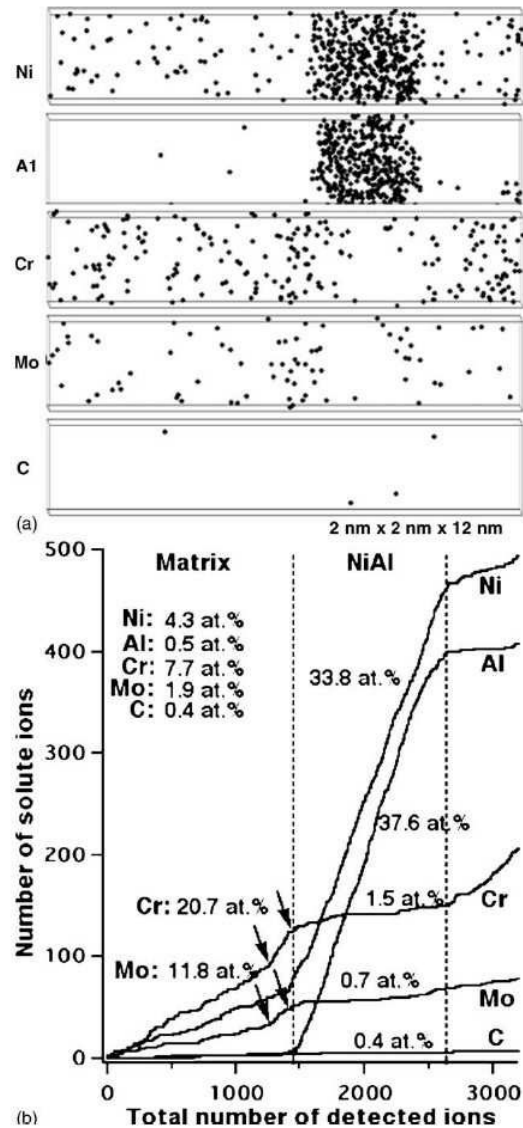 Ni
A1
Cr
Mo
C
(a)
2 nm x 2 nm x 12 nm
500
Matrix
NiAl
Ni: 4.3 at.%
Al: 0.5 at.%
Cr: 7.7 at.%
Mo: 1.9 at.%
C: 0.4 at.%
Ni
400
Al
33.8 at.%
300
37.6 at.%
200
Cr: 20.7 at.%
1.5 at.%
Cr
Mo: 11.8 at.%
100
0.7 at.%
Mo
0.4 at.%
C
0
Number of solute ions
0
1000
2000
3000
(b)
Total number of detected ions